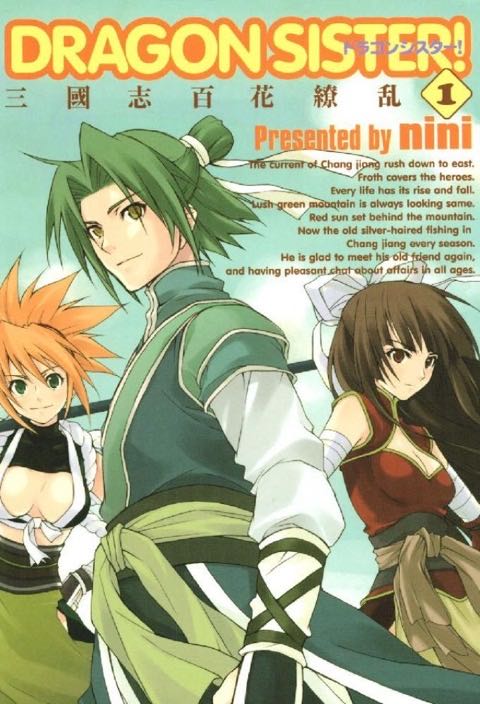 DRAGON SISTER!
ドラゴンシスター!
三國志百花繚乱
1
Presented by nini
The current of Chang jiang rush down to east.
Froth covers the heroes.
Every life has its rise and fall.
Lush green mountain is always looking same.
Red sun set behind the mountain.
Now the old silver-haired fishing in
Chang jiang every season.
He is glad to meet his old friend again,
and having pleasant chat about affairs in all ages.